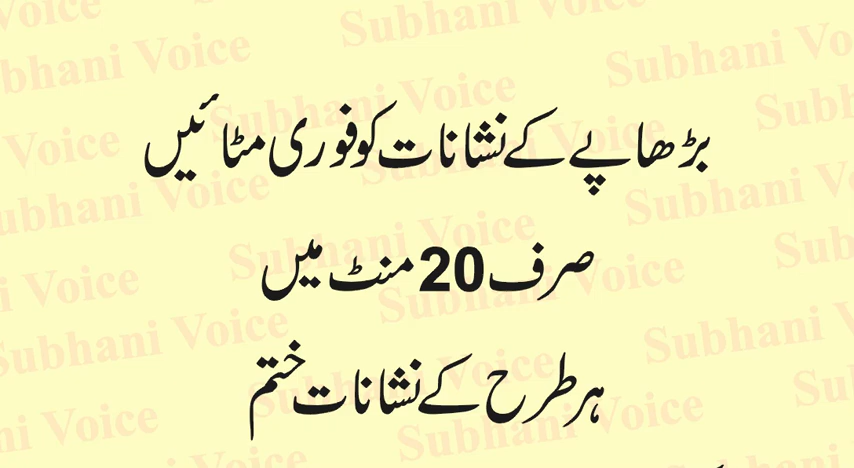 بڑھاپے کے نشانات کو فوری مٹائیں
صرف 20 منٹ میں
ہر طرح کے نشانات ختم
Subhani Voice